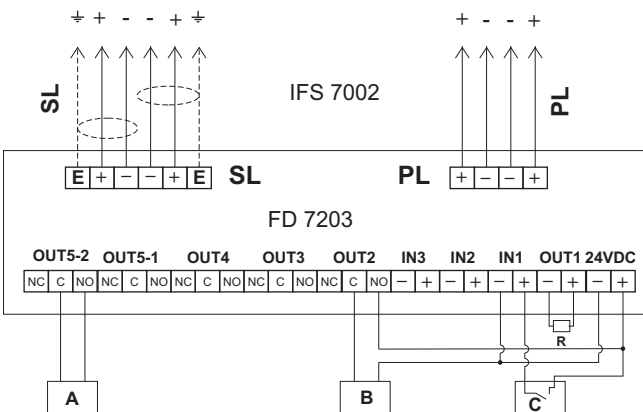 ⏚ + - - + ⏚
+ - - +
SL
IFS 7002
PL
E + − − + E
SL
PL
+ − − +
FD 7203
OUT5-2 OUT5-1 OUT4 OUT3 OUT2 IN3 IN2 IN1 OUT1 24VDC
NC C NO NC C NO NC C NO NC C NO NC C NO − + − + − + − + − +
R
A
B
C